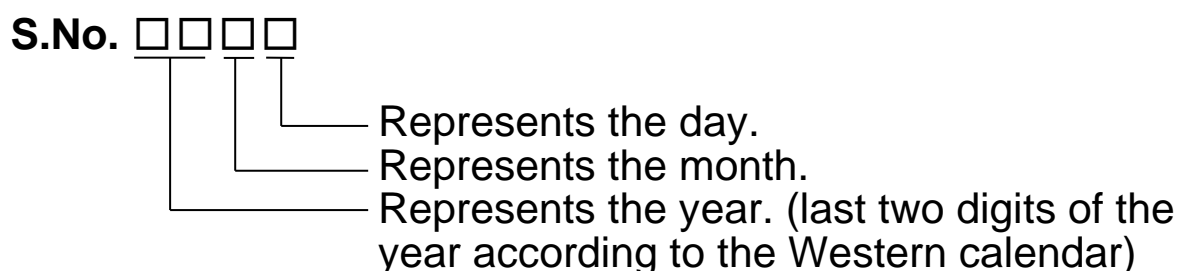 S.No. □□□□
Represents the day.
Represents the month.
Represents the year. (last two digits of the
year according to the Western calendar)